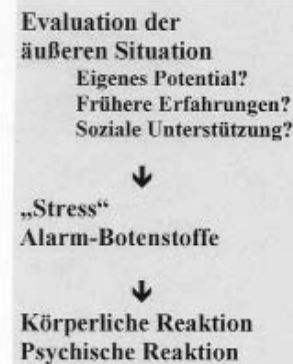 Evaluation der
äußeren Situation
Eigenes Potential?
Frühere Erfahrungen?
Soziale Unterstützung?
„Stress“
Alarm-Botenstoffe
Körperliche Reaktion
Psychische Reaktion